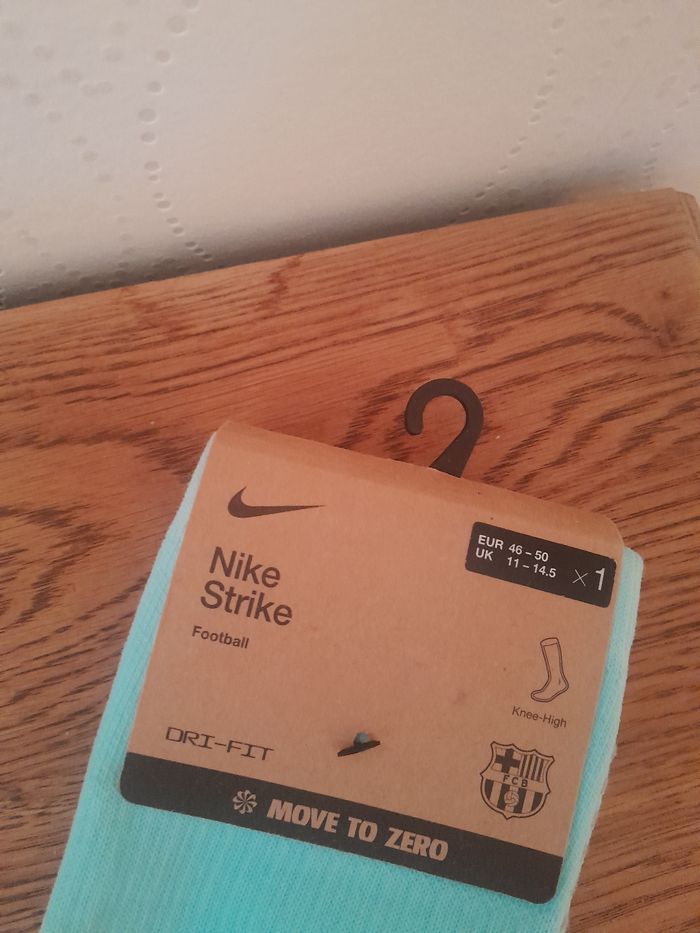 EUR 46 – 50
UK 11 – 14.5 × 1
Nike
Strike
Football
Knee-High
DRI-FIT
FCB
MOVE TO ZERO